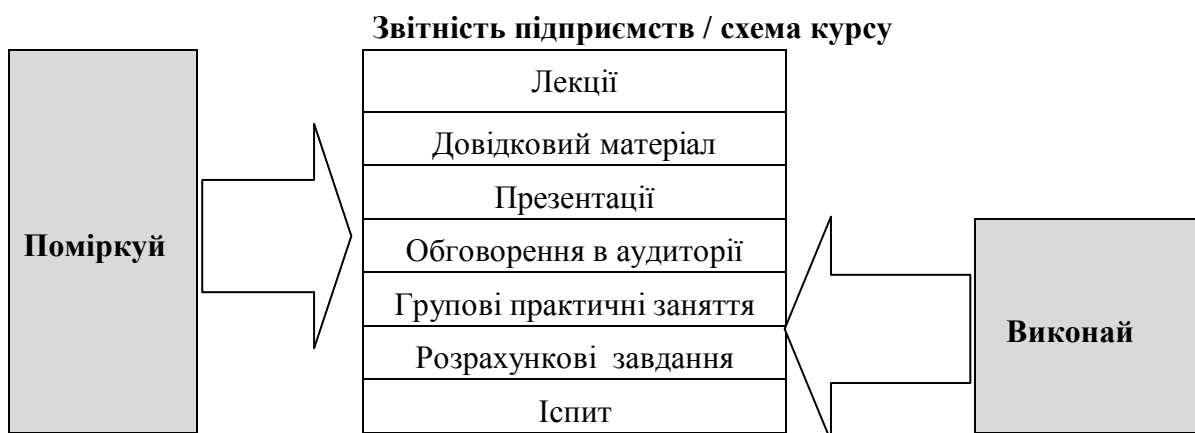 Звітність підприємств / схема курсу
Поміркуй
Лекції
Довідковий матеріал
Презентації
Обговорення в аудиторії
Групові практичні заняття
Розрахункові завдання
Іспит
Виконай